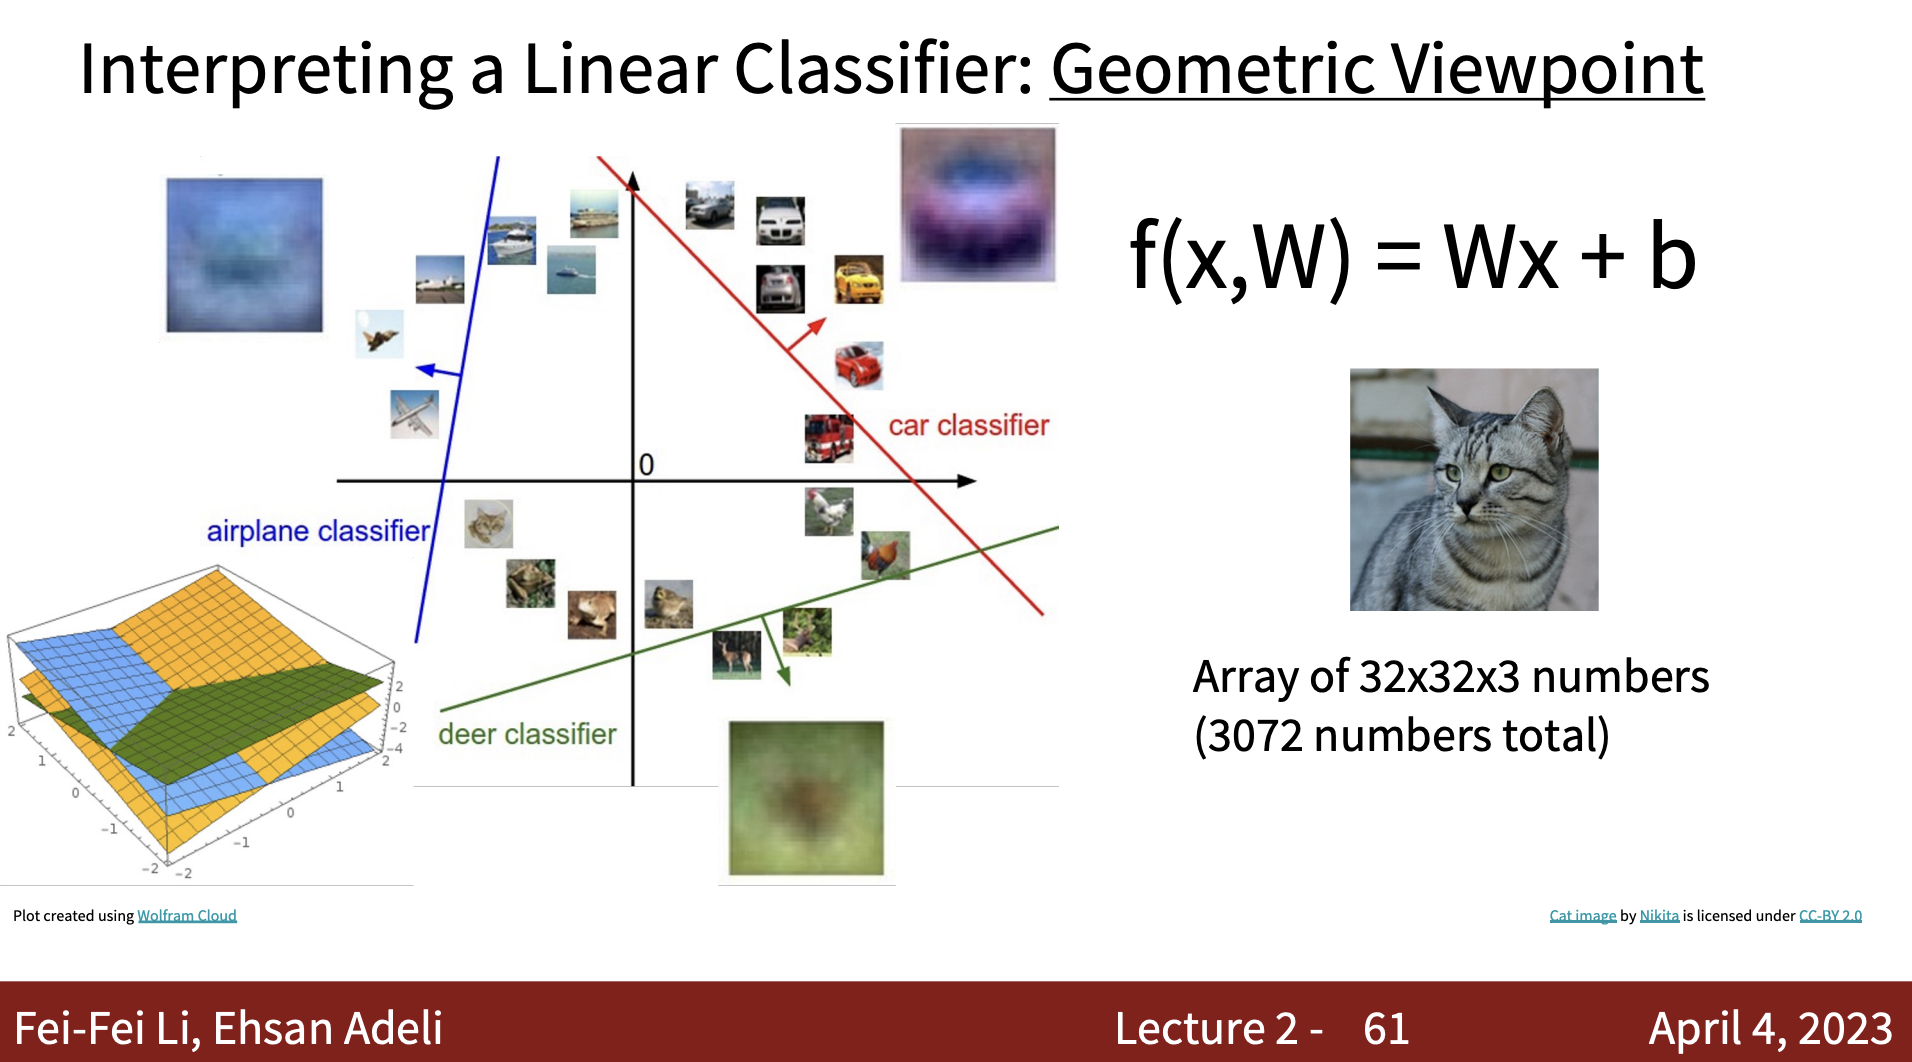 Interpreting a Linear Classifier: Geometric Viewpoint
f(x,W) = Wx + b
car classifier
0
airplane classifier
deer classifier
2
0
-2
-4
2
1
0
-1
-2
2
1
0
-1
-2
Array of 32x32x3 numbers
(3072 numbers total)
Plot created using Wolfram Cloud
Cat image by Nikita is licensed under CC-BY 2.0
Fei-Fei Li, Ehsan Adeli
Lecture 2 - 61
April 4, 2023